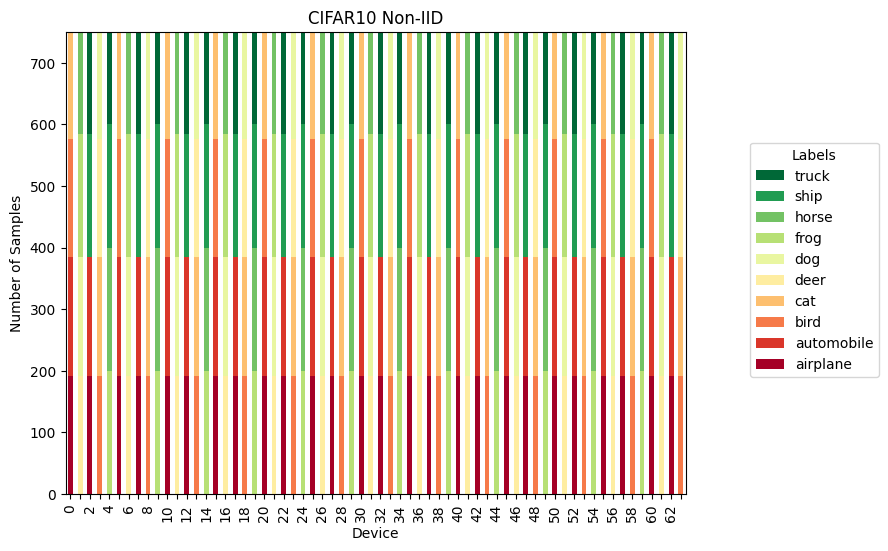 CIFAR10 Non-IID
Number of Samples
700
600
500
400
300
200
100
0
0 2 4 6 8 10 12 14 16 18 20 22 24 26 28 30 32 34 36 38 40 42 44 46 48 50 52 54 56 58 60 62
Device
Labels
truck
ship
horse
frog
dog
deer
cat
bird
automobile
airplane